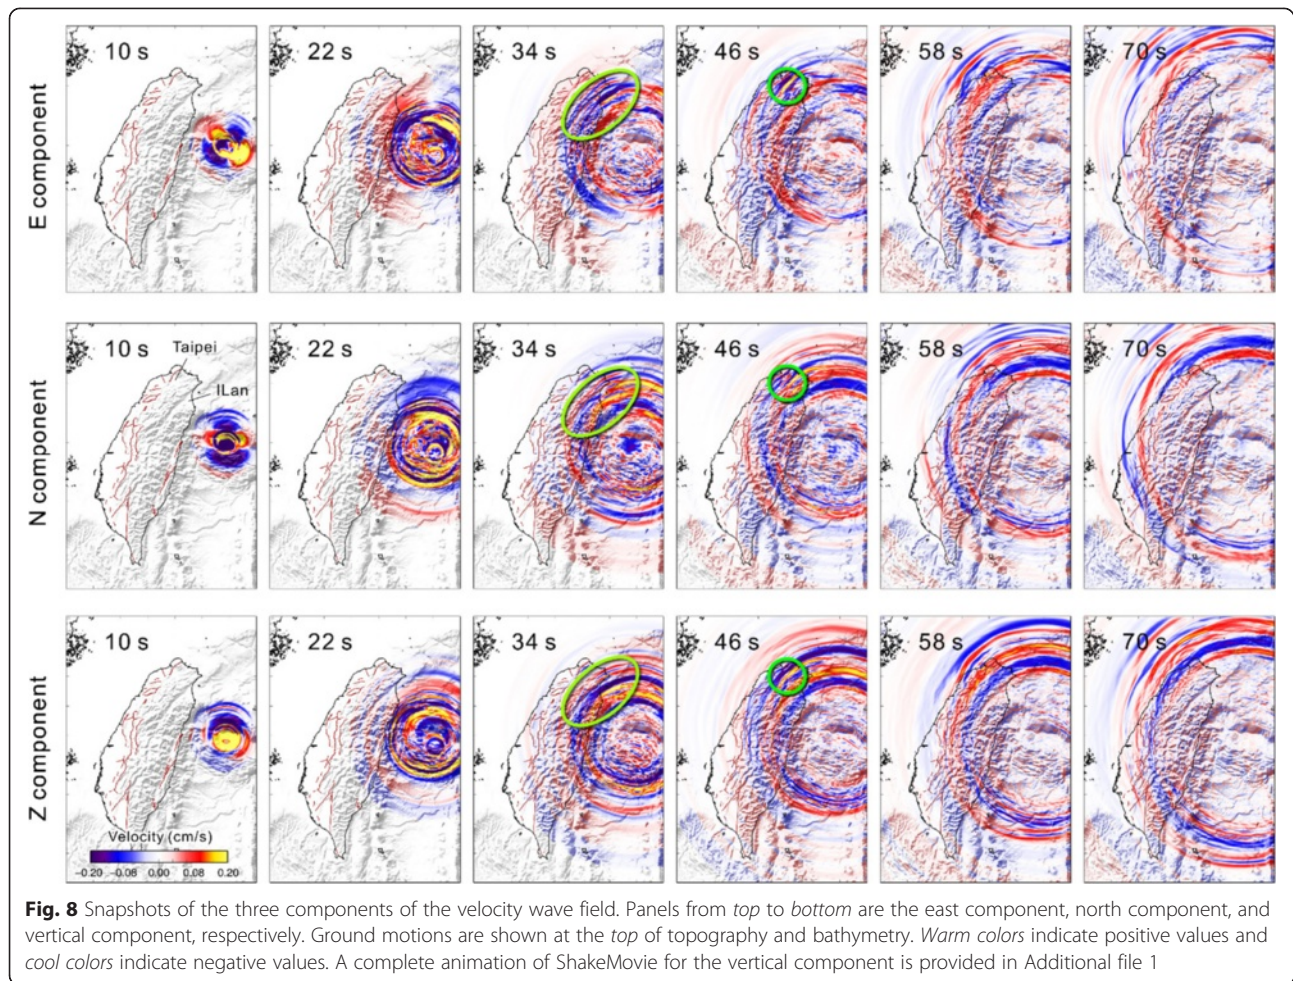 E component
10 s 22 s 34 s 46 s 58 s 70 s
N component
10 s 22 s 34 s 46 s 58 s 70 s
Taipei
ILan
Z component
10 s 22 s 34 s 46 s 58 s 70 s
Velocity (cm/s)
−0.20 −0.08 0.00 0.08 0.20
Fig. 8 Snapshots of the three components of the velocity wave field. Panels from top to bottom are the east component, north component, and
vertical component, respectively. Ground motions are shown at the top of topography and bathymetry. Warm colors indicate positive values and
cool colors indicate negative values. A complete animation of ShakeMovie for the vertical component is provided in Additional file 1